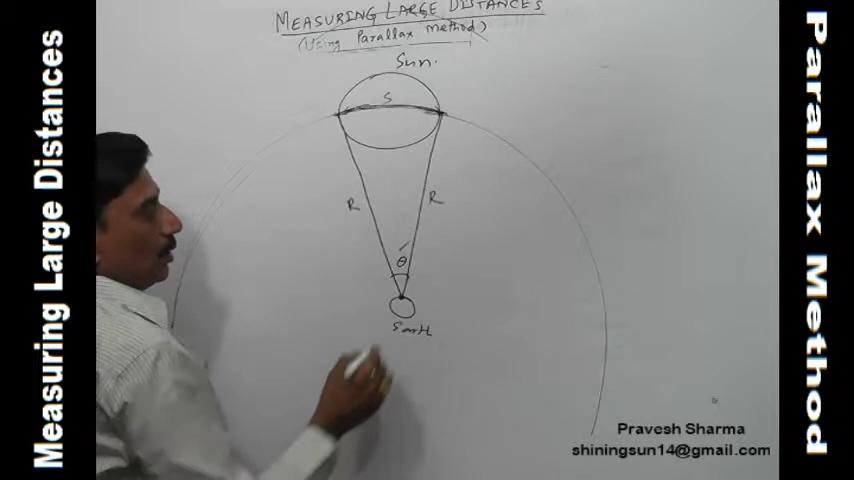 Measuring Large Distances
MEASURING LARGE DISTANCES
(Using Parallax Method)
Sun.
S
R
R
θ
Earth
Pravesh Sharma
shiningsun14@gmail.com
Parallax Method